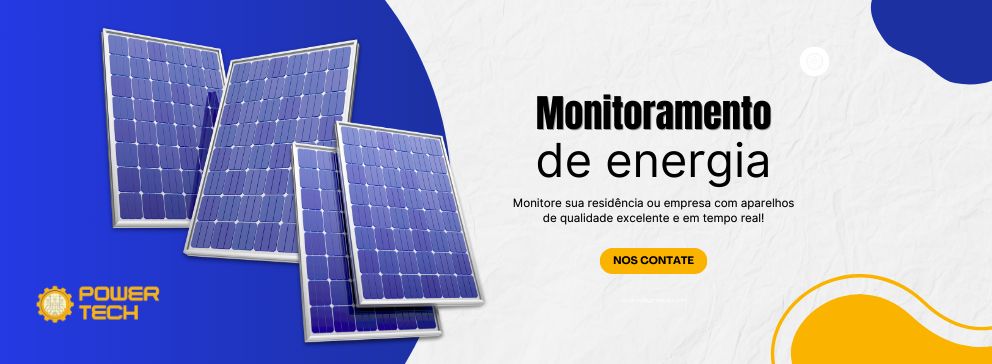 Monitoramento
de energia
Monitore sua residência ou empresa com aparelhos
de qualidade excelente e em tempo real!
NOS CONTATE
POWER
TECH